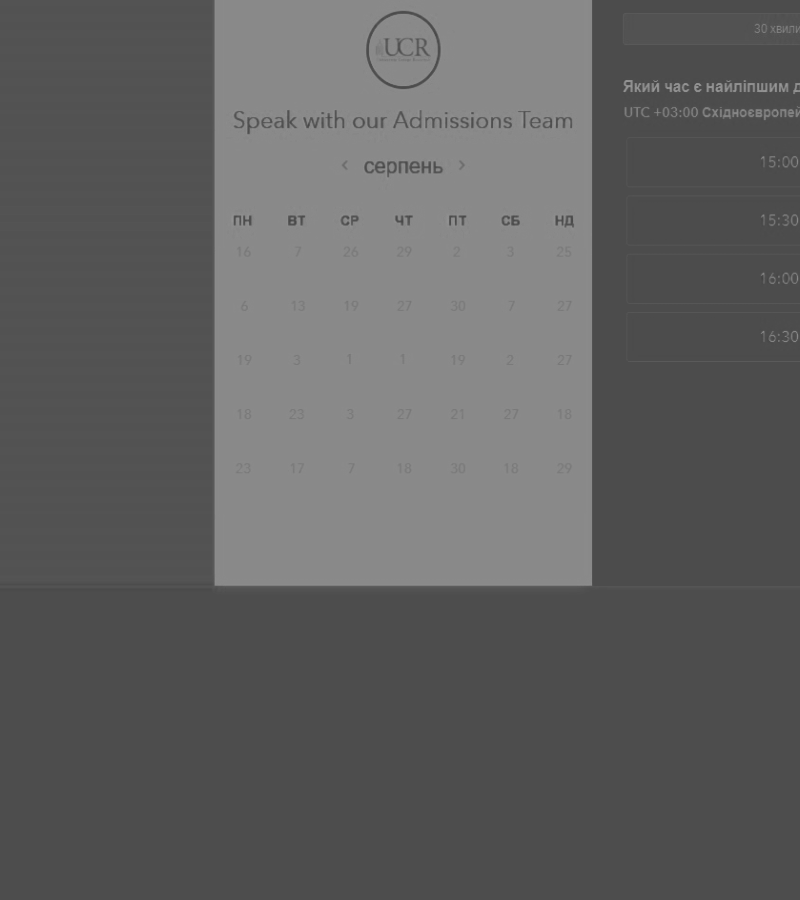 UCR
Speak with our Admissions Team
серпень
ПН ВТ СР ЧТ ПТ СБ НД
16 7 26 29 2 3 25
6 13 19 27 30 7 27
19 3 1 1 19 2 27
18 23 3 27 21 27 18
23 17 7 18 30 18 29
30 хвили
Який час є найліпшим д
UTC +03:00 Східноєвропей
15:00
15:30
16:00
16:30